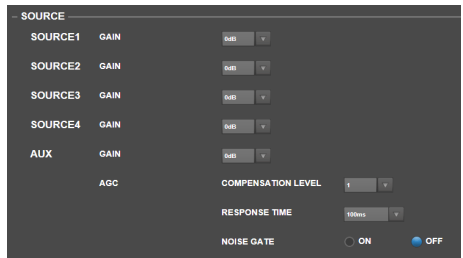 SOURCE
SOURCE1 GAIN 0dB
SOURCE2 GAIN 0dB
SOURCE3 GAIN 0dB
SOURCE4 GAIN 0dB
AUX GAIN 0dB
AGC COMPENSATION LEVEL 1
RESPONSE TIME 100ms
NOISE GATE ON OFF